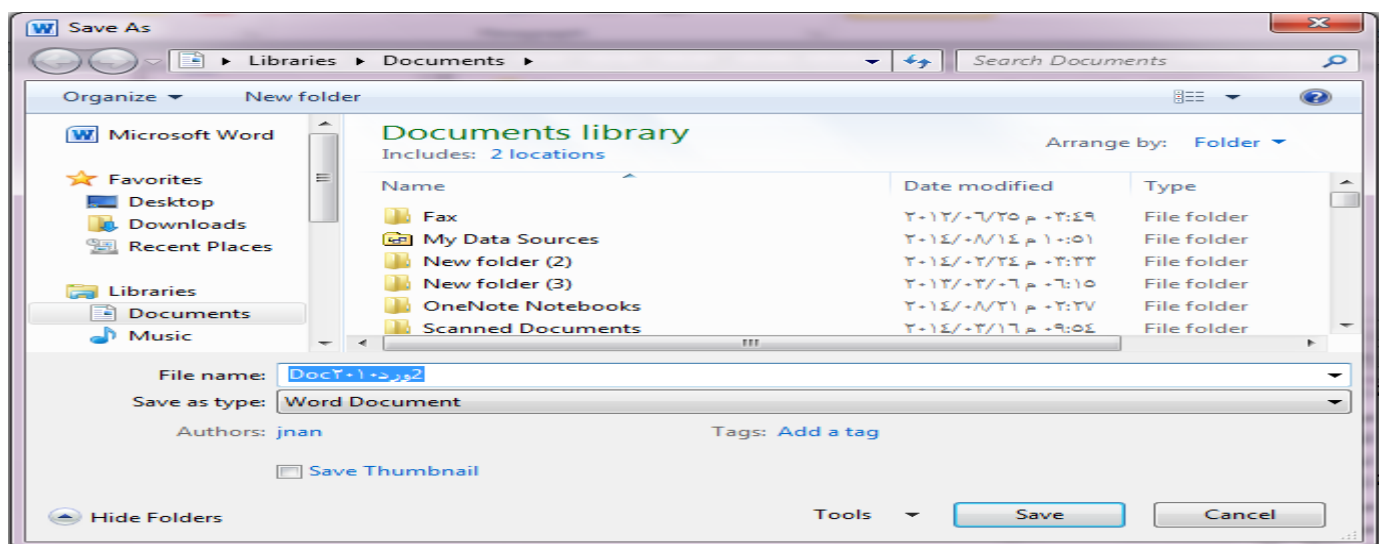 Save As
Libraries Documents
Search Documents
Organize New folder
Microsoft Word
Favorites
Desktop
Downloads
Recent Places
Libraries
Documents
Music
Documents library
Includes: 2 locations
Arrange by: Folder
Name Date modified Type
Fax ٢٠١٣/٠٦/٢٥ م ٠٣:٤٩ File folder
My Data Sources ٢٠١٤/٠٨/١٤ م ١٠:٥١ File folder
New folder (2) ٢٠١٤/٠٢/٢٤ م ٠٣:٣٣ File folder
New folder (3) ٢٠١٣/٠٣/٠٦ م ٠٦:١٥ File folder
OneNote Notebooks ٢٠١٤/٠٨/٢١ م ٠٣:٢٧ File folder
Scanned Documents ٢٠١٤/٠٣/١٦ م ٠٩:٥٤ File folder
File name: Doc٢٠١٠ورد2
Save as type: Word Document
Authors: jnan Tags: Add a tag
Save Thumbnail
Hide Folders Tools Save Cancel